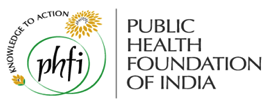 KNOWLEDGE TO ACTION
phfi
PUBLIC
HEALTH
FOUNDATION
OF INDIA